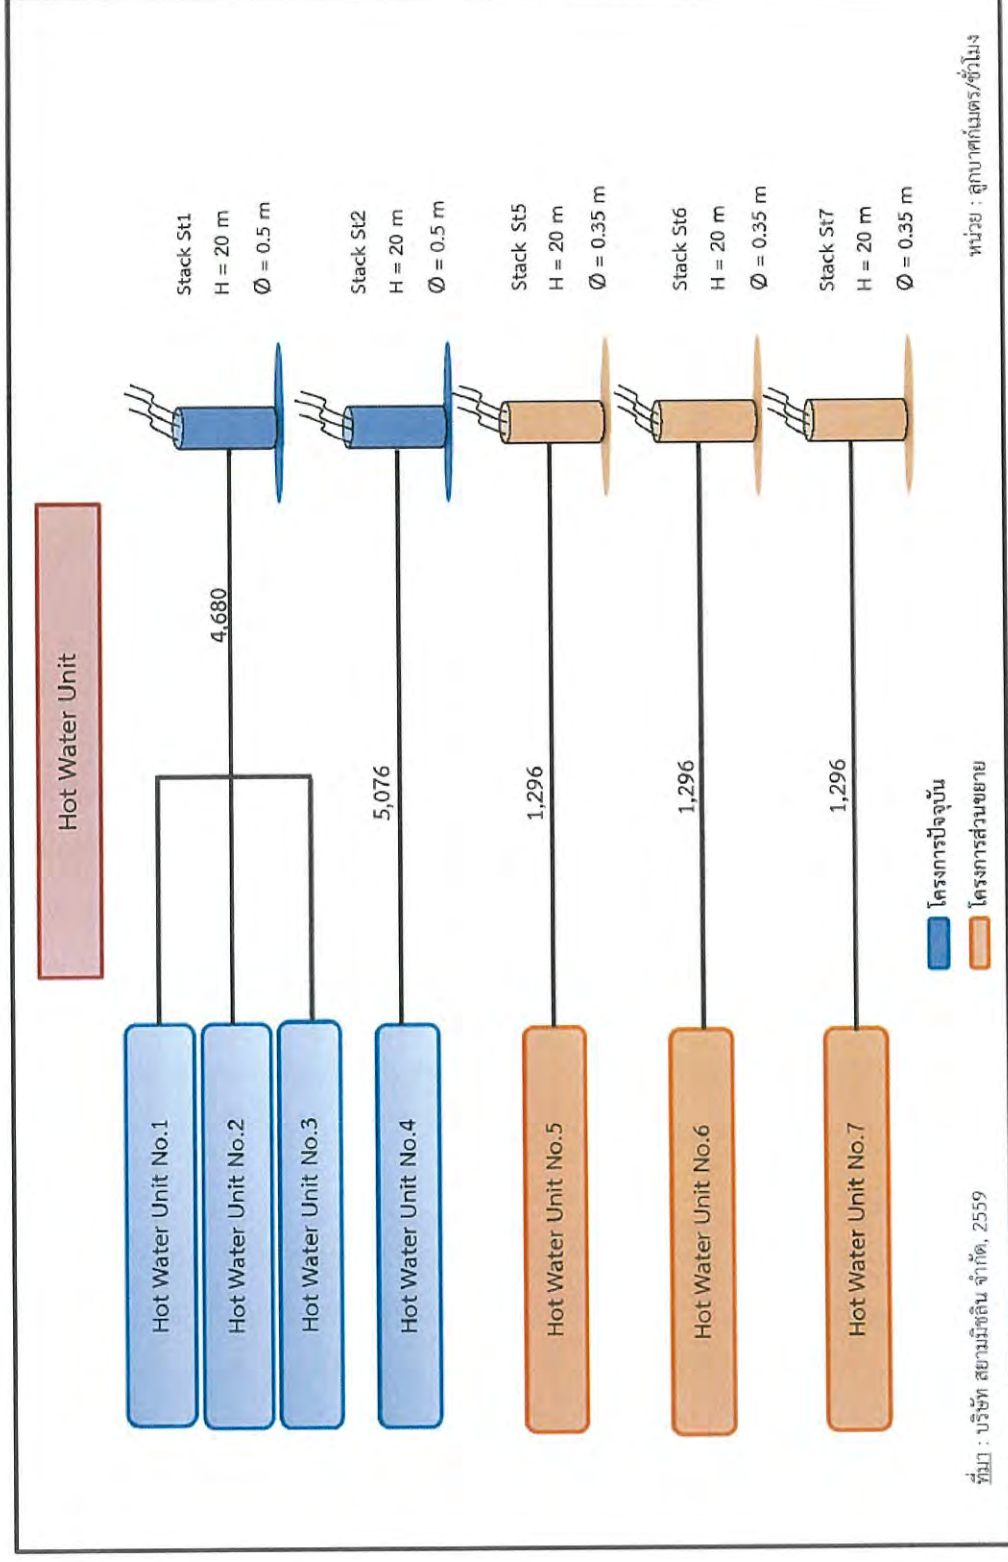 Hot Water Unit
Hot Water Unit No.1
Hot Water Unit No.2
Hot Water Unit No.3
4,680
Stack St1
H = 20 m
Ø = 0.5 m
Hot Water Unit No.4
5,076
Stack St2
H = 20 m
Ø = 0.5 m
Hot Water Unit No.5
1,296
Stack St5
H = 20 m
Ø = 0.35 m
Hot Water Unit No.6
1,296
Stack St6
H = 20 m
Ø = 0.35 m
Hot Water Unit No.7
1,296
Stack St7
H = 20 m
Ø = 0.35 m
โครงการปัจจุบัน
โครงการส่วนขยาย
ที่มา : บริษัท สยามมิชลิน จำกัด, 2559
หน่วย : ลูกบาศก์เมตร/ชั่วโมง